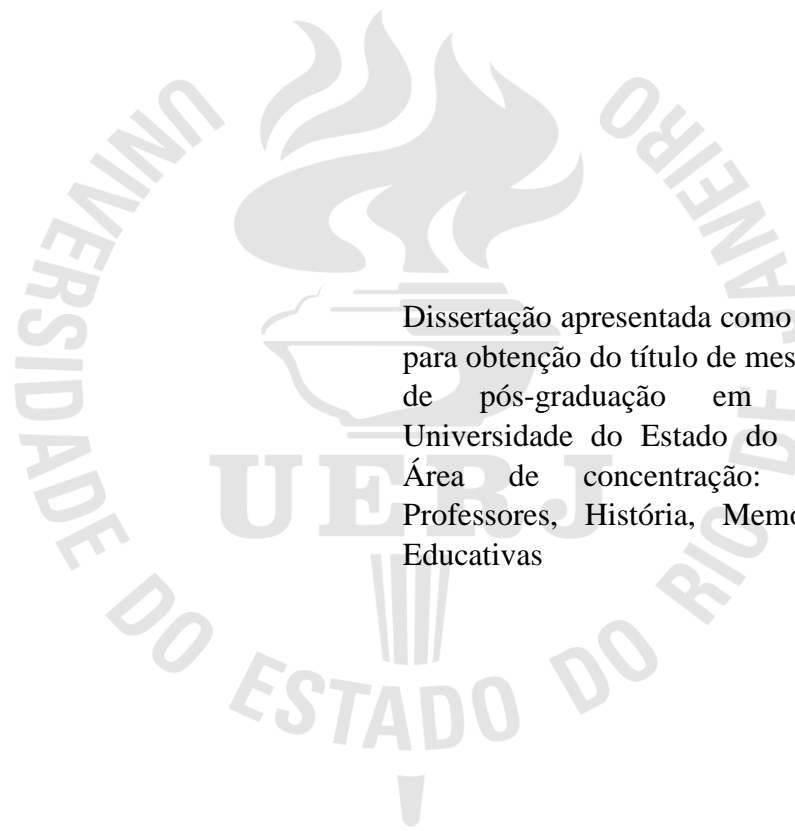 UNIVERSIDADE DO ESTADO DO RIO DE JANEIRO
UERJ
Dissertação apresentada como
para obtenção do título de mes
de pós-graduação em
Universidade do Estado do
Área de concentração:
Professores, História, Memo
Educativas